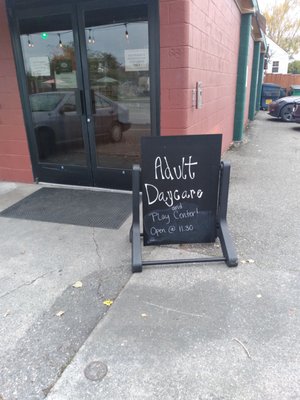 Adult
Daycare
and
Play Center!
Open @ 11:30